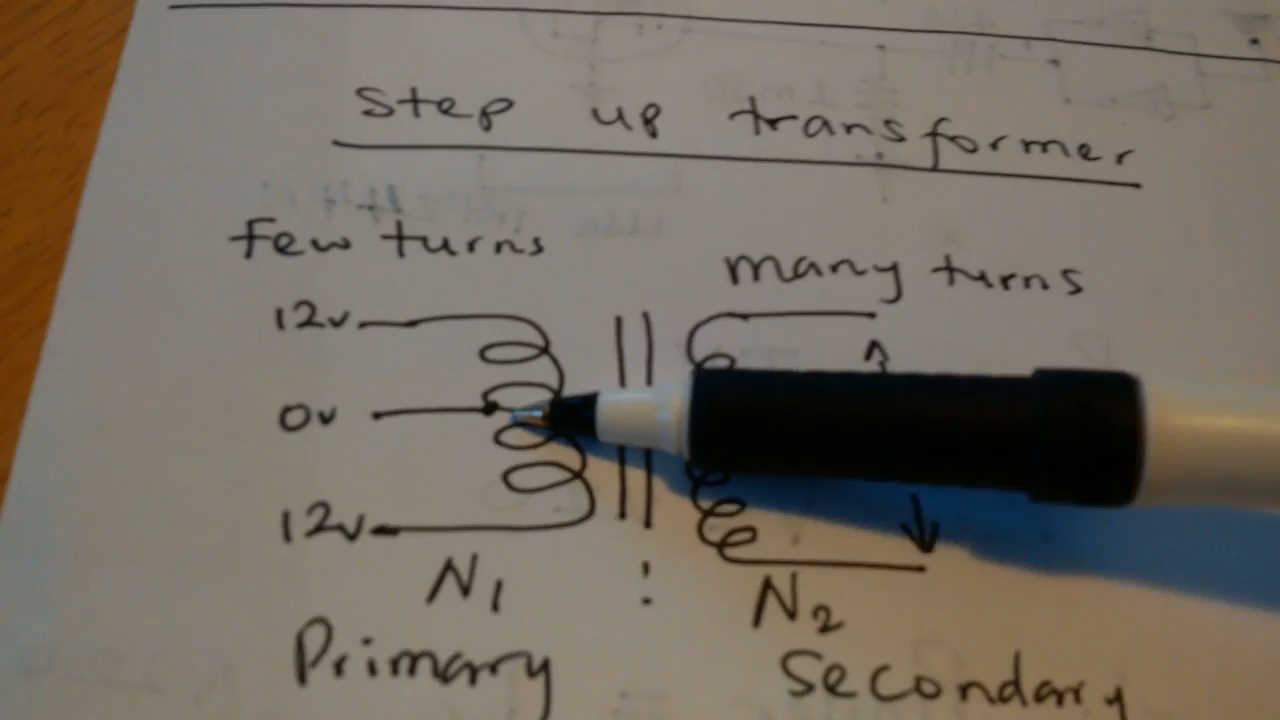 Step up transformer
few turns
many turns
12v
0v
12v
N1 : N2
Primary
Secondary